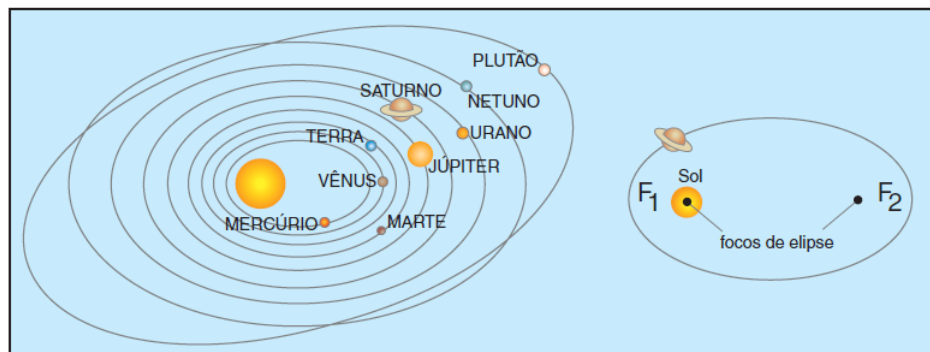 PLUTÃO
SATURNO
NETUNO
TERRA
URANO
JÚPITER
VÊNUS
MERCÚRIO
MARTE
Sol
F1
F2
focos de elipse